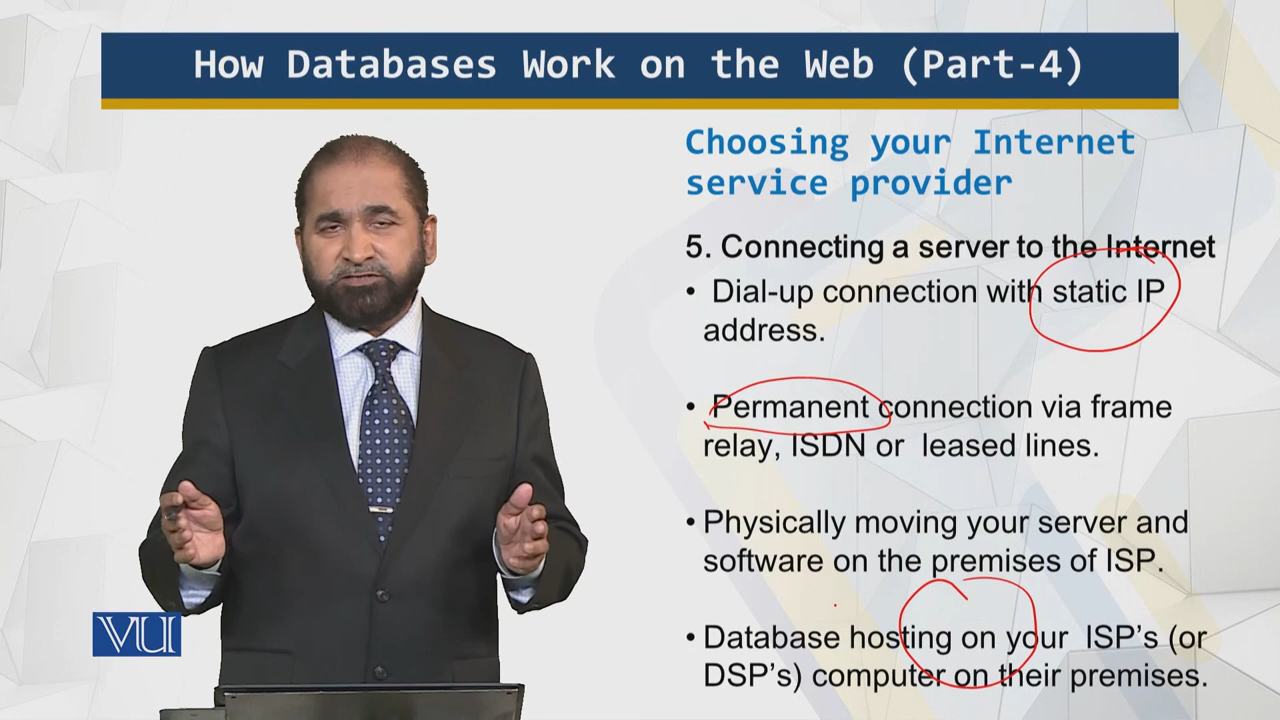 How Databases Work on the Web (Part-4)
Choosing your Internet
service provider
5. Connecting a server to the Internet
• Dial-up connection with static IP
address.
• Permanent connection via frame
relay, ISDN or leased lines.
• Physically moving your server and
software on the premises of ISP.
• Database hosting on your ISP's (or
DSP's) computer on their premises.
VU